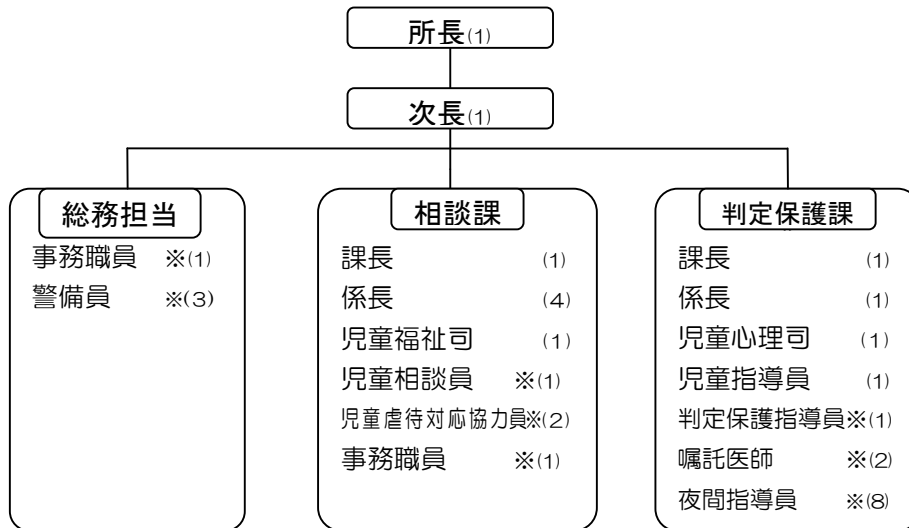 所長(1)
次長(1)
総務担当
事務職員 ※(1)
警備員 ※(3)
相談課
課長 (1)
係長 (4)
児童福祉司 (1)
児童相談員 ※(1)
児童虐待対応協力員※(2)
事務職員 ※(1)
判定保護課
課長 (1)
係長 (1)
児童心理司 (1)
児童指導員 (1)
判定保護指導員※(1)
嘱託医師 ※(2)
夜間指導員 ※(8)